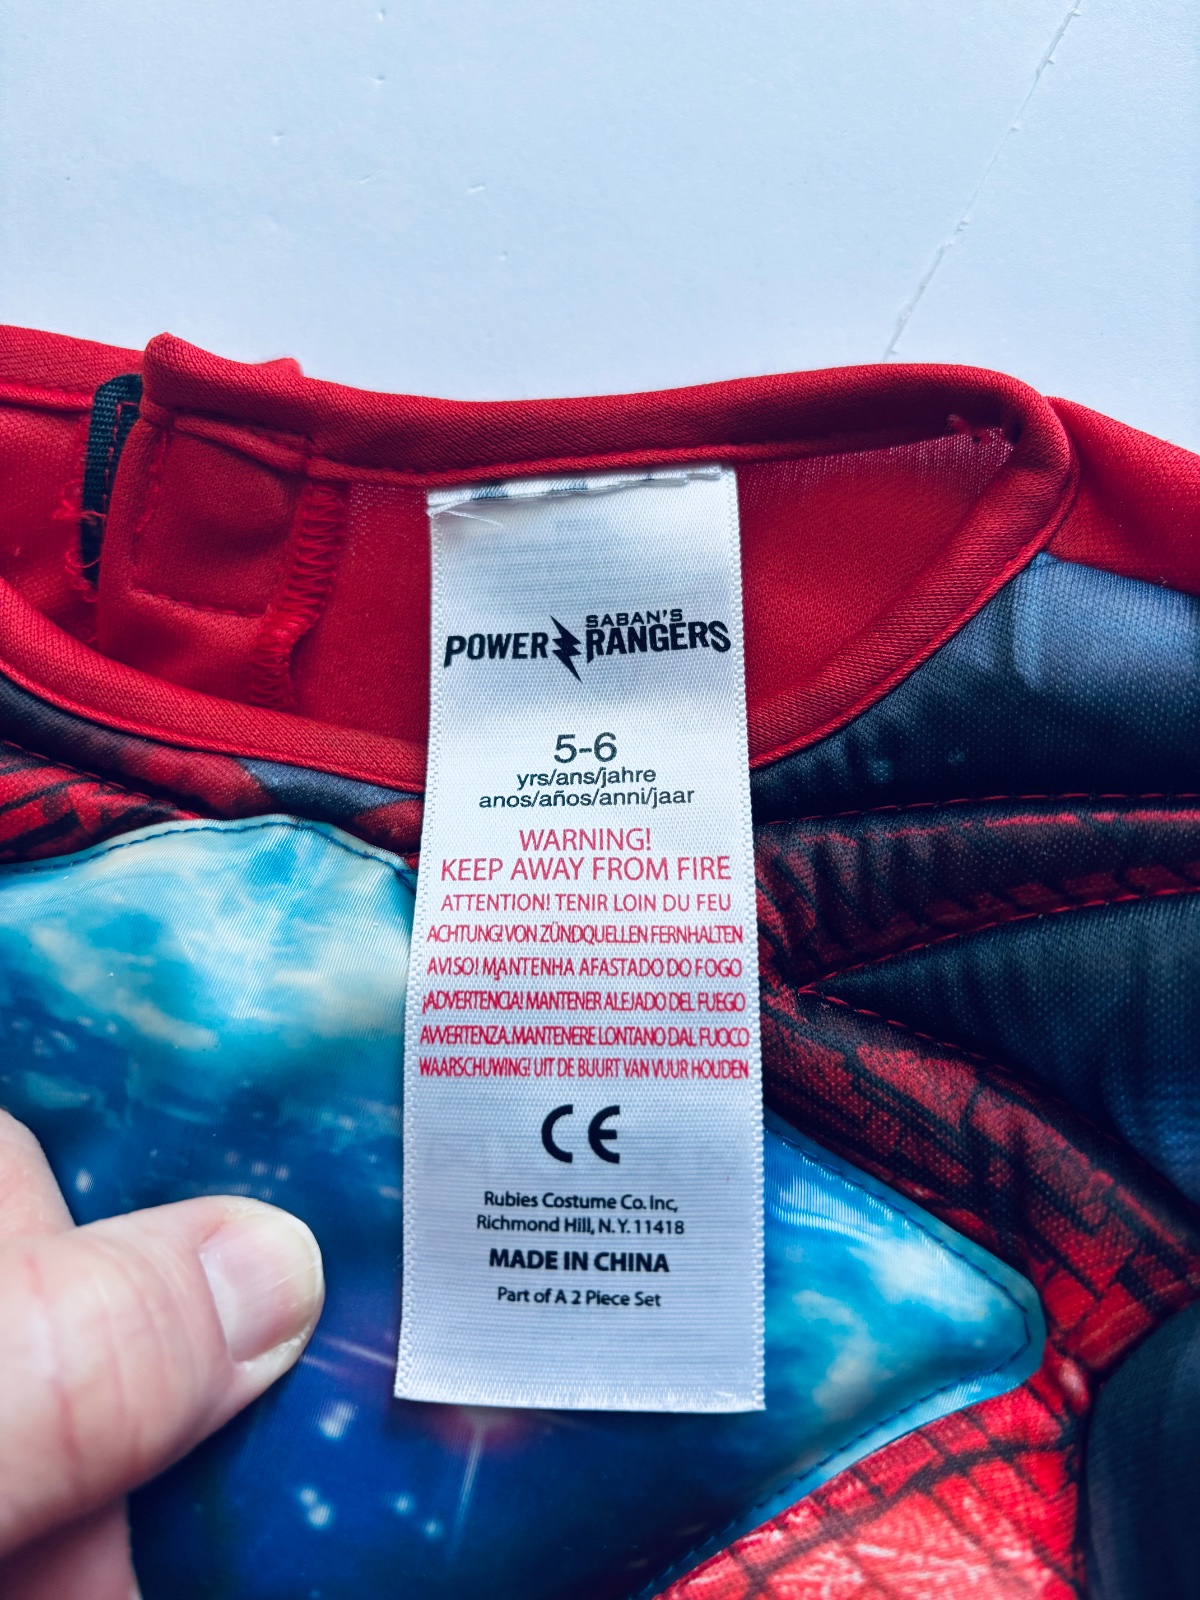 SABAN'S
POWER RANGERS
5-6
yrs/ans/jahre
anos/años/anni/jaar
WARNING!
KEEP AWAY FROM FIRE
ATTENTION! TENIR LOIN DU FEU
ACHTUNG! VON ZÜNDQUELLEN FERNHALTEN
AVISO! MANTENHA AFASTADO DO FOGO
¡ADVERTENCIA! MANTENER ALEJADO DEL FUEGO
AVVERTENZA. MANTENERE LONTANO DAL FUOCO
WAARSCHUWING! UIT DE BUURT VAN VUUR HOUDEN
CE
Rubies Costume Co. Inc,
Richmond Hill, N.Y. 11418
MADE IN CHINA
Part of A 2 Piece Set